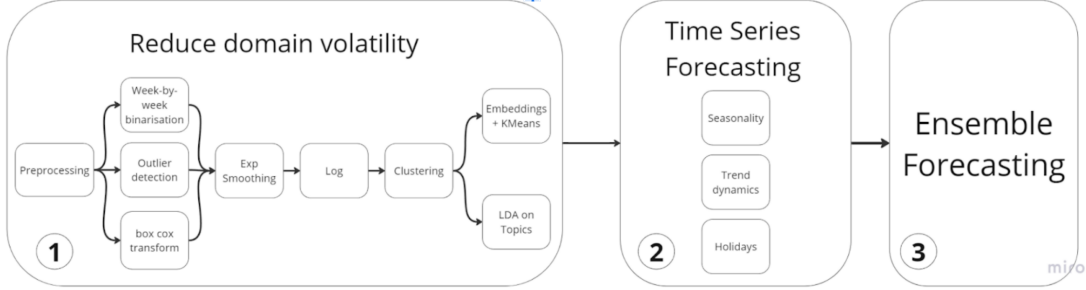 Reduce domain volatility
Preprocessing
Week-by-
week
binarisation
Outlier
detection
box cox
transform
Exp
Smoothing
Log
Clustering
Embeddings
+ KMeans
LDA on
Topics
1
Time Series
Forecasting
Seasonality
Trend
dynamics
Holidays
2
Ensemble
Forecasting
3
miro